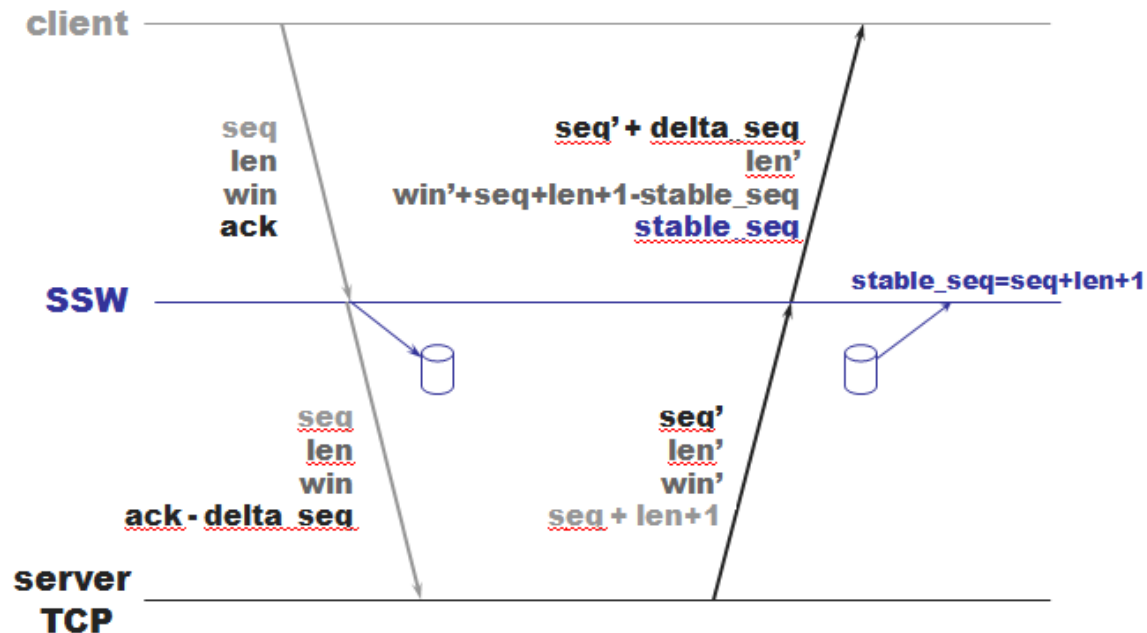 client
seq
len
win
ack
seq’ + delta_seq
len’
win’+seq+len+1-stable_seq
stable_seq
SSW
stable_seq=seq+len+1
seq
len
win
ack - delta_seq
seq’
len’
win’
seq + len+1
server
TCP